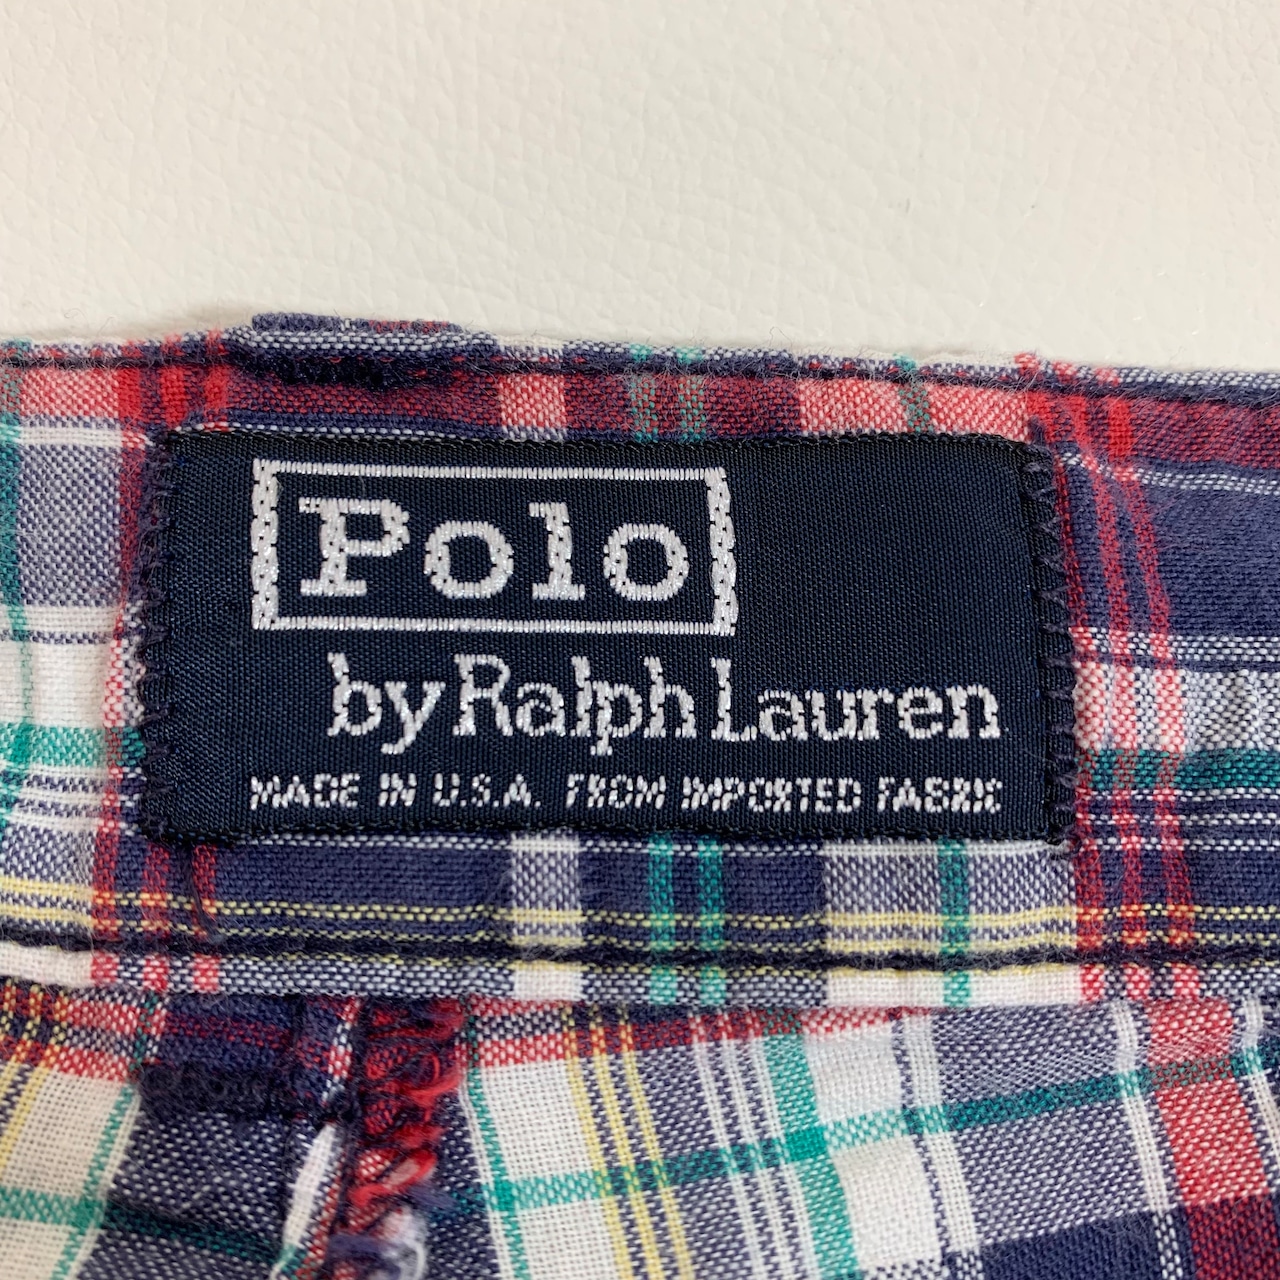 Polo
by Ralph Lauren
MADE IN U.S.A. FROM IMPORTED FABRIC